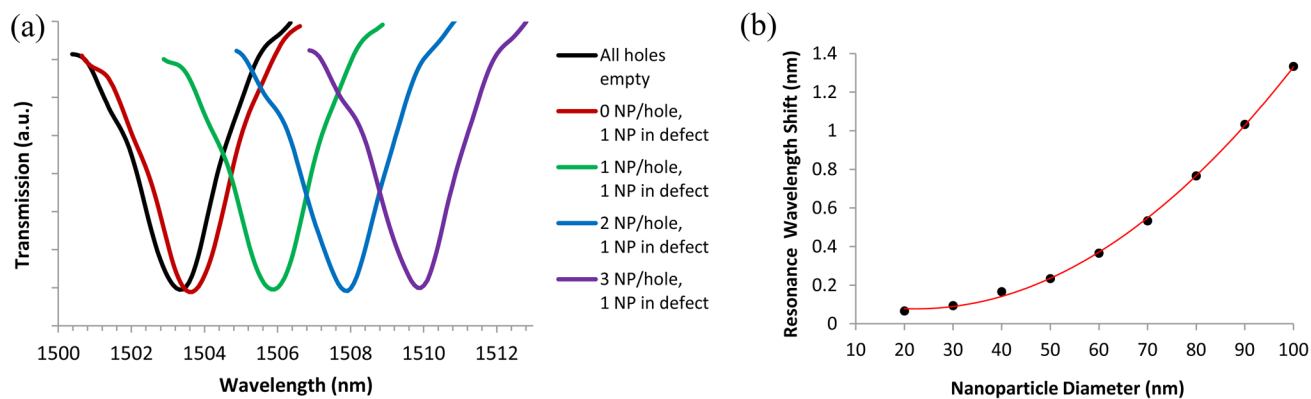 (a)
Transmission (a.u.)
1500 1502 1504 1506 1508 1510 1512
Wavelength (nm)
All holes
empty
0 NP/hole,
1 NP in defect
1 NP/hole,
1 NP in defect
2 NP/hole,
1 NP in defect
3 NP/hole,
1 NP in defect
(b)
Resonance Wavelength Shift (nm)
1.4
1.2
1
0.8
0.6
0.4
0.2
0
10 20 30 40 50 60 70 80 90 100
Nanoparticle Diameter (nm)